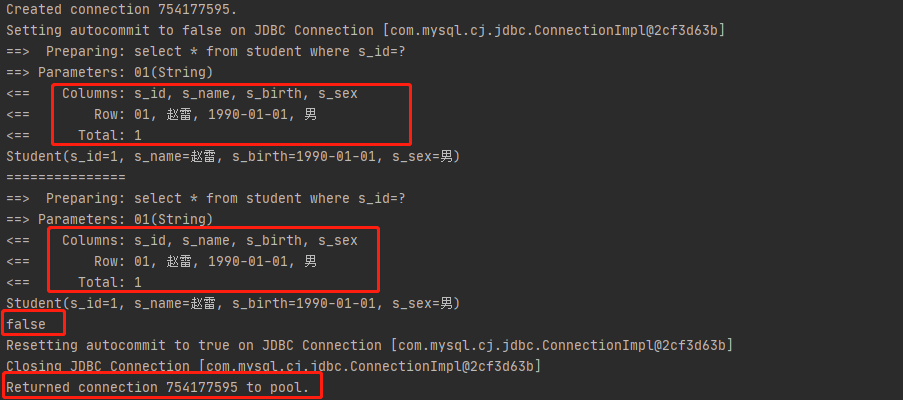 Created connection 754177595.
Setting autocommit to false on JDBC Connection [com.mysql.cj.jdbc.ConnectionImpl@2cf3d63b]
==>  Preparing: select * from student where s_id=?
==> Parameters: 01(String)
<==    Columns: s_id, s_name, s_birth, s_sex
<==        Row: 01, 赵雷, 1990-01-01, 男
<==      Total: 1
Student(s_id=1, s_name=赵雷, s_birth=1990-01-01, s_sex=男)
===============
==>  Preparing: select * from student where s_id=?
==> Parameters: 01(String)
<==    Columns: s_id, s_name, s_birth, s_sex
<==        Row: 01, 赵雷, 1990-01-01, 男
<==      Total: 1
Student(s_id=1, s_name=赵雷, s_birth=1990-01-01, s_sex=男)
false
Resetting autocommit to true on JDBC Connection [com.mysql.cj.jdbc.ConnectionImpl@2cf3d63b]
Closing JDBC Connection [com.mysql.cj.jdbc.ConnectionImpl@2cf3d63b]
Returned connection 754177595 to pool.